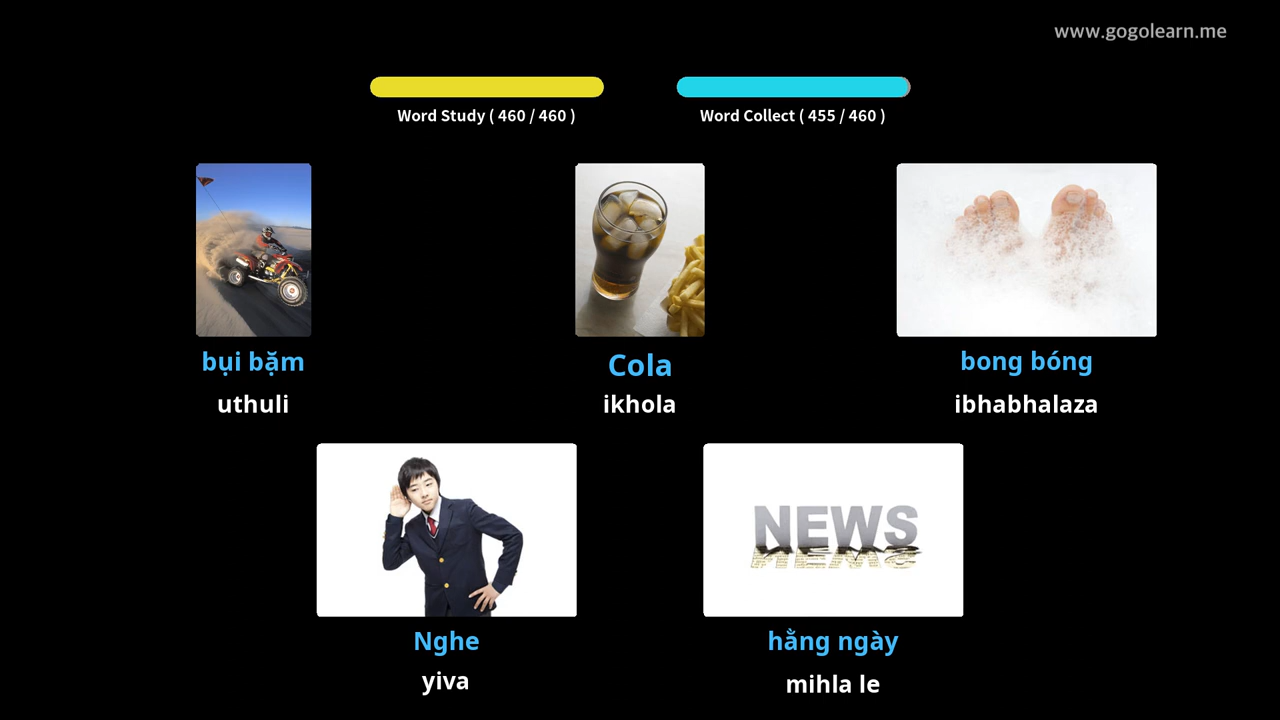 www.gogolearn.me
Word Study ( 460 / 460 )
Word Collect ( 455 / 460 )
bụi bặm
Cola
bong bóng
uthuli
ikhola
ibhabhalaza
NEWS
Nghe
hằng ngày
yiva
mihla le